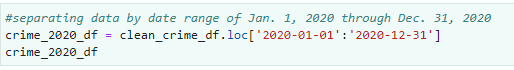 #separating data by date range of Jan. 1, 2020 through Dec. 31, 2020
crime_2020_df = clean_crime_df.loc['2020-01-01':'2020-12-31']
crime_2020_df